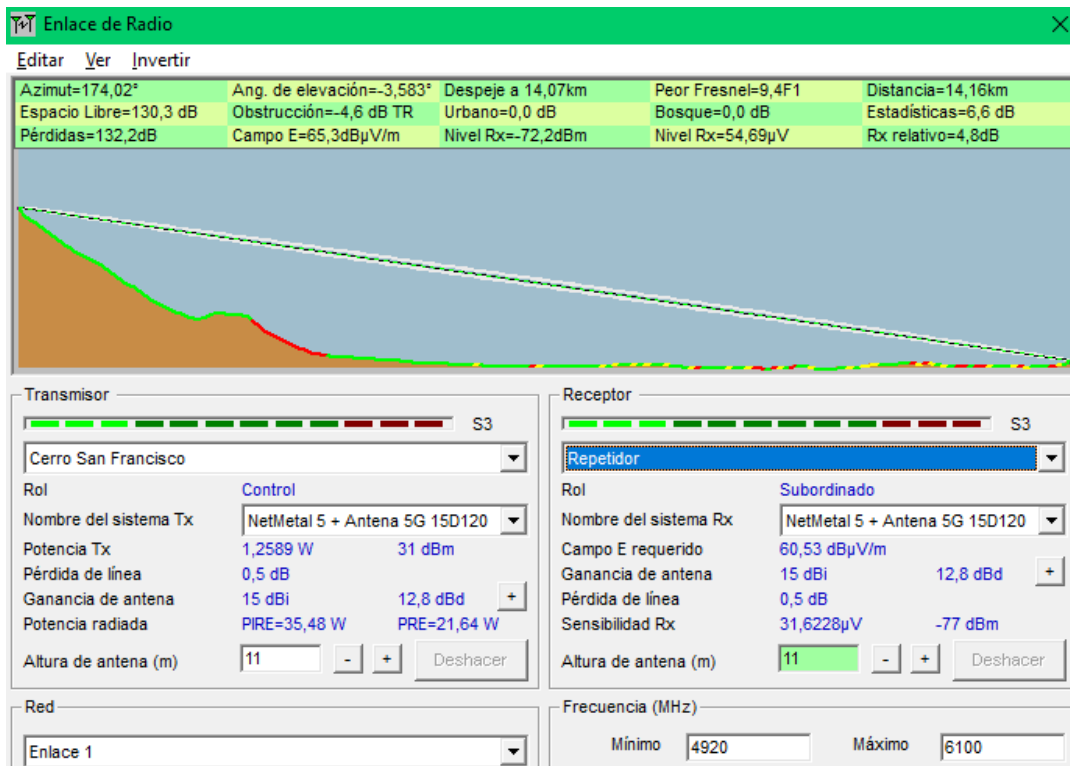 Enlace de Radio
Editar Ver Invertir
Azimut=174,02° Ang. de elevación=-3,583° Despeje a 14,07km Peor Fresnel=9,4F1 Distancia=14,16km
Espacio Libre=130,3 dB Obstrucción=-4,6 dB TR Urbano=0,0 dB Bosque=0,0 dB Estadísticas=6,6 dB
Pérdidas=132,2dB Campo E=65,3dBµV/m Nivel Rx=-72,2dBm Nivel Rx=54,69µV Rx relativo=4,8dB
Transmisor
S3
Cerro San Francisco
Rol Control
Nombre del sistema Tx NetMetal 5 + Antena 5G 15D120
Potencia Tx 1,2589 W 31 dBm
Pérdida de línea 0,5 dB
Ganancia de antena 15 dBi 12,8 dBd +
Potencia radiada PIRE=35,48 W PRE=21,64 W
Altura de antena (m) 11 - + Deshacer
Receptor
S3
Repetidor
Rol Subordinado
Nombre del sistema Rx NetMetal 5 + Antena 5G 15D120
Campo E requerido 60,53 dBµV/m
Ganancia de antena 15 dBi 12,8 dBd +
Pérdida de línea 0,5 dB
Sensibilidad Rx 31,6228µV -77 dBm
Altura de antena (m) 11 - + Deshacer
Red
Enlace 1
Frecuencia (MHz)
Mínimo 4920 Máximo 6100